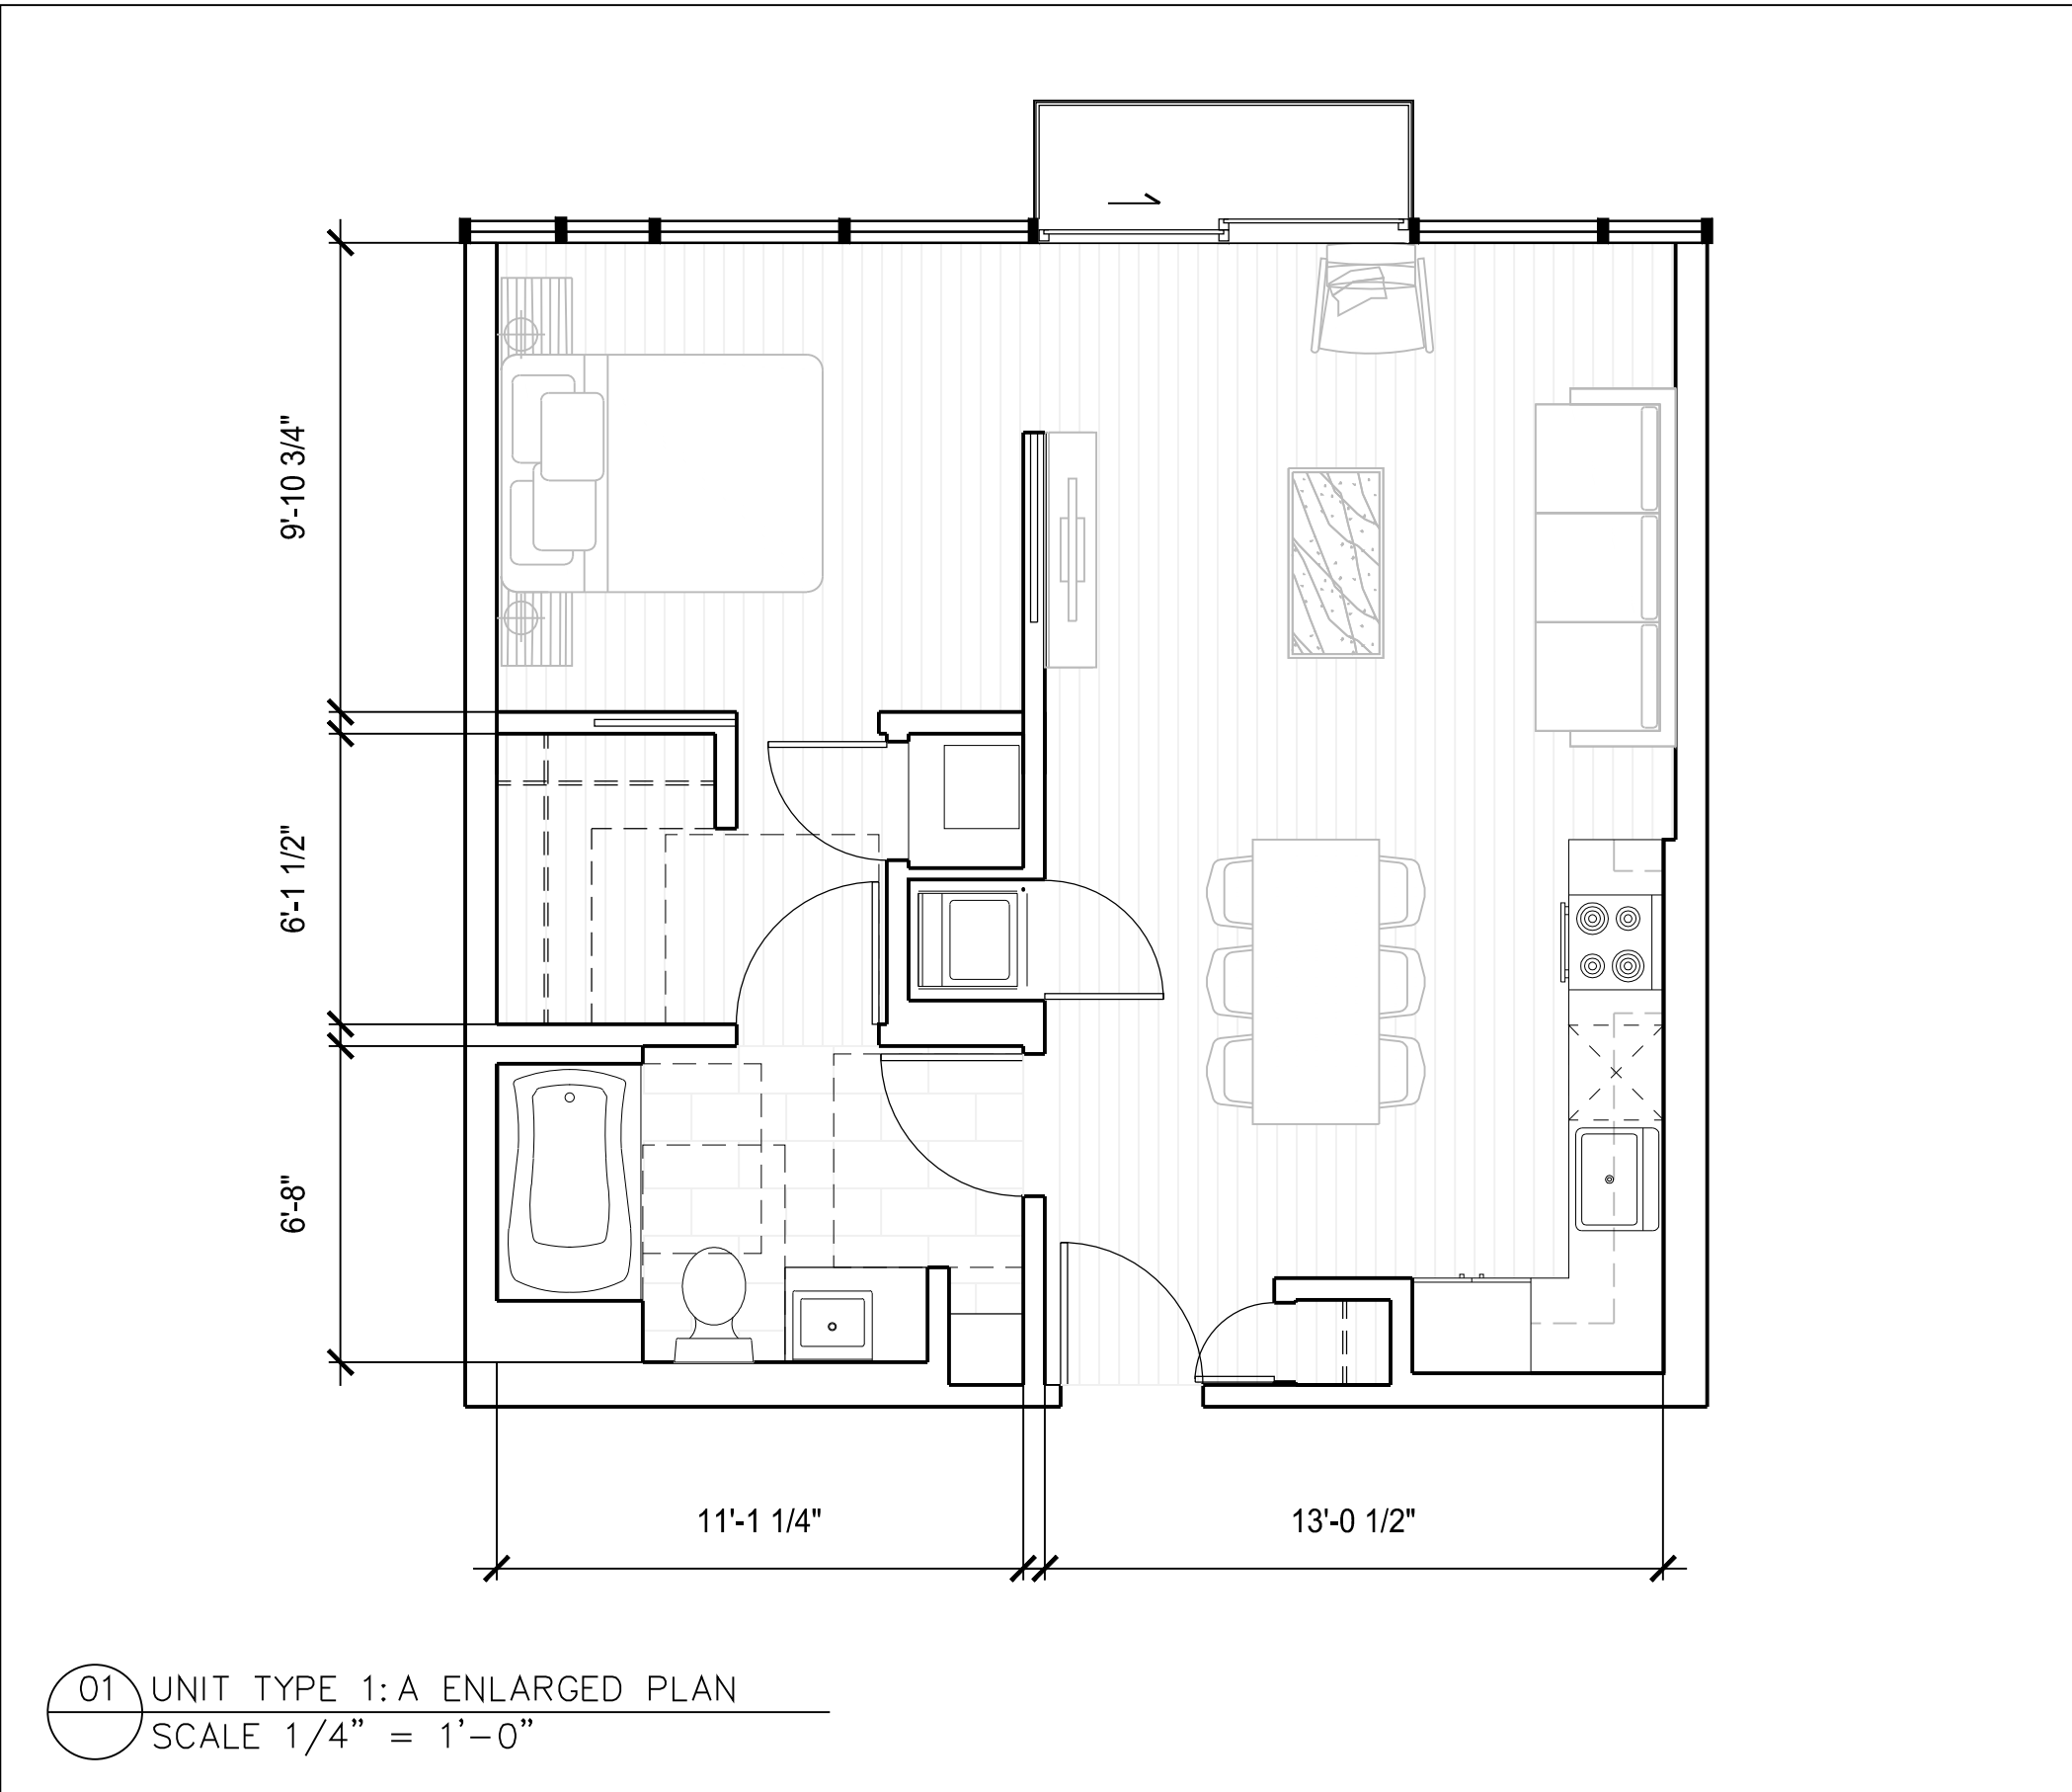 9'-10 3/4"
6'-1 1/2"
6'-8"
11'-1 1/4"
13'-0 1/2"
01 UNIT TYPE 1:A ENLARGED PLAN
SCALE 1/4” = 1’-0”